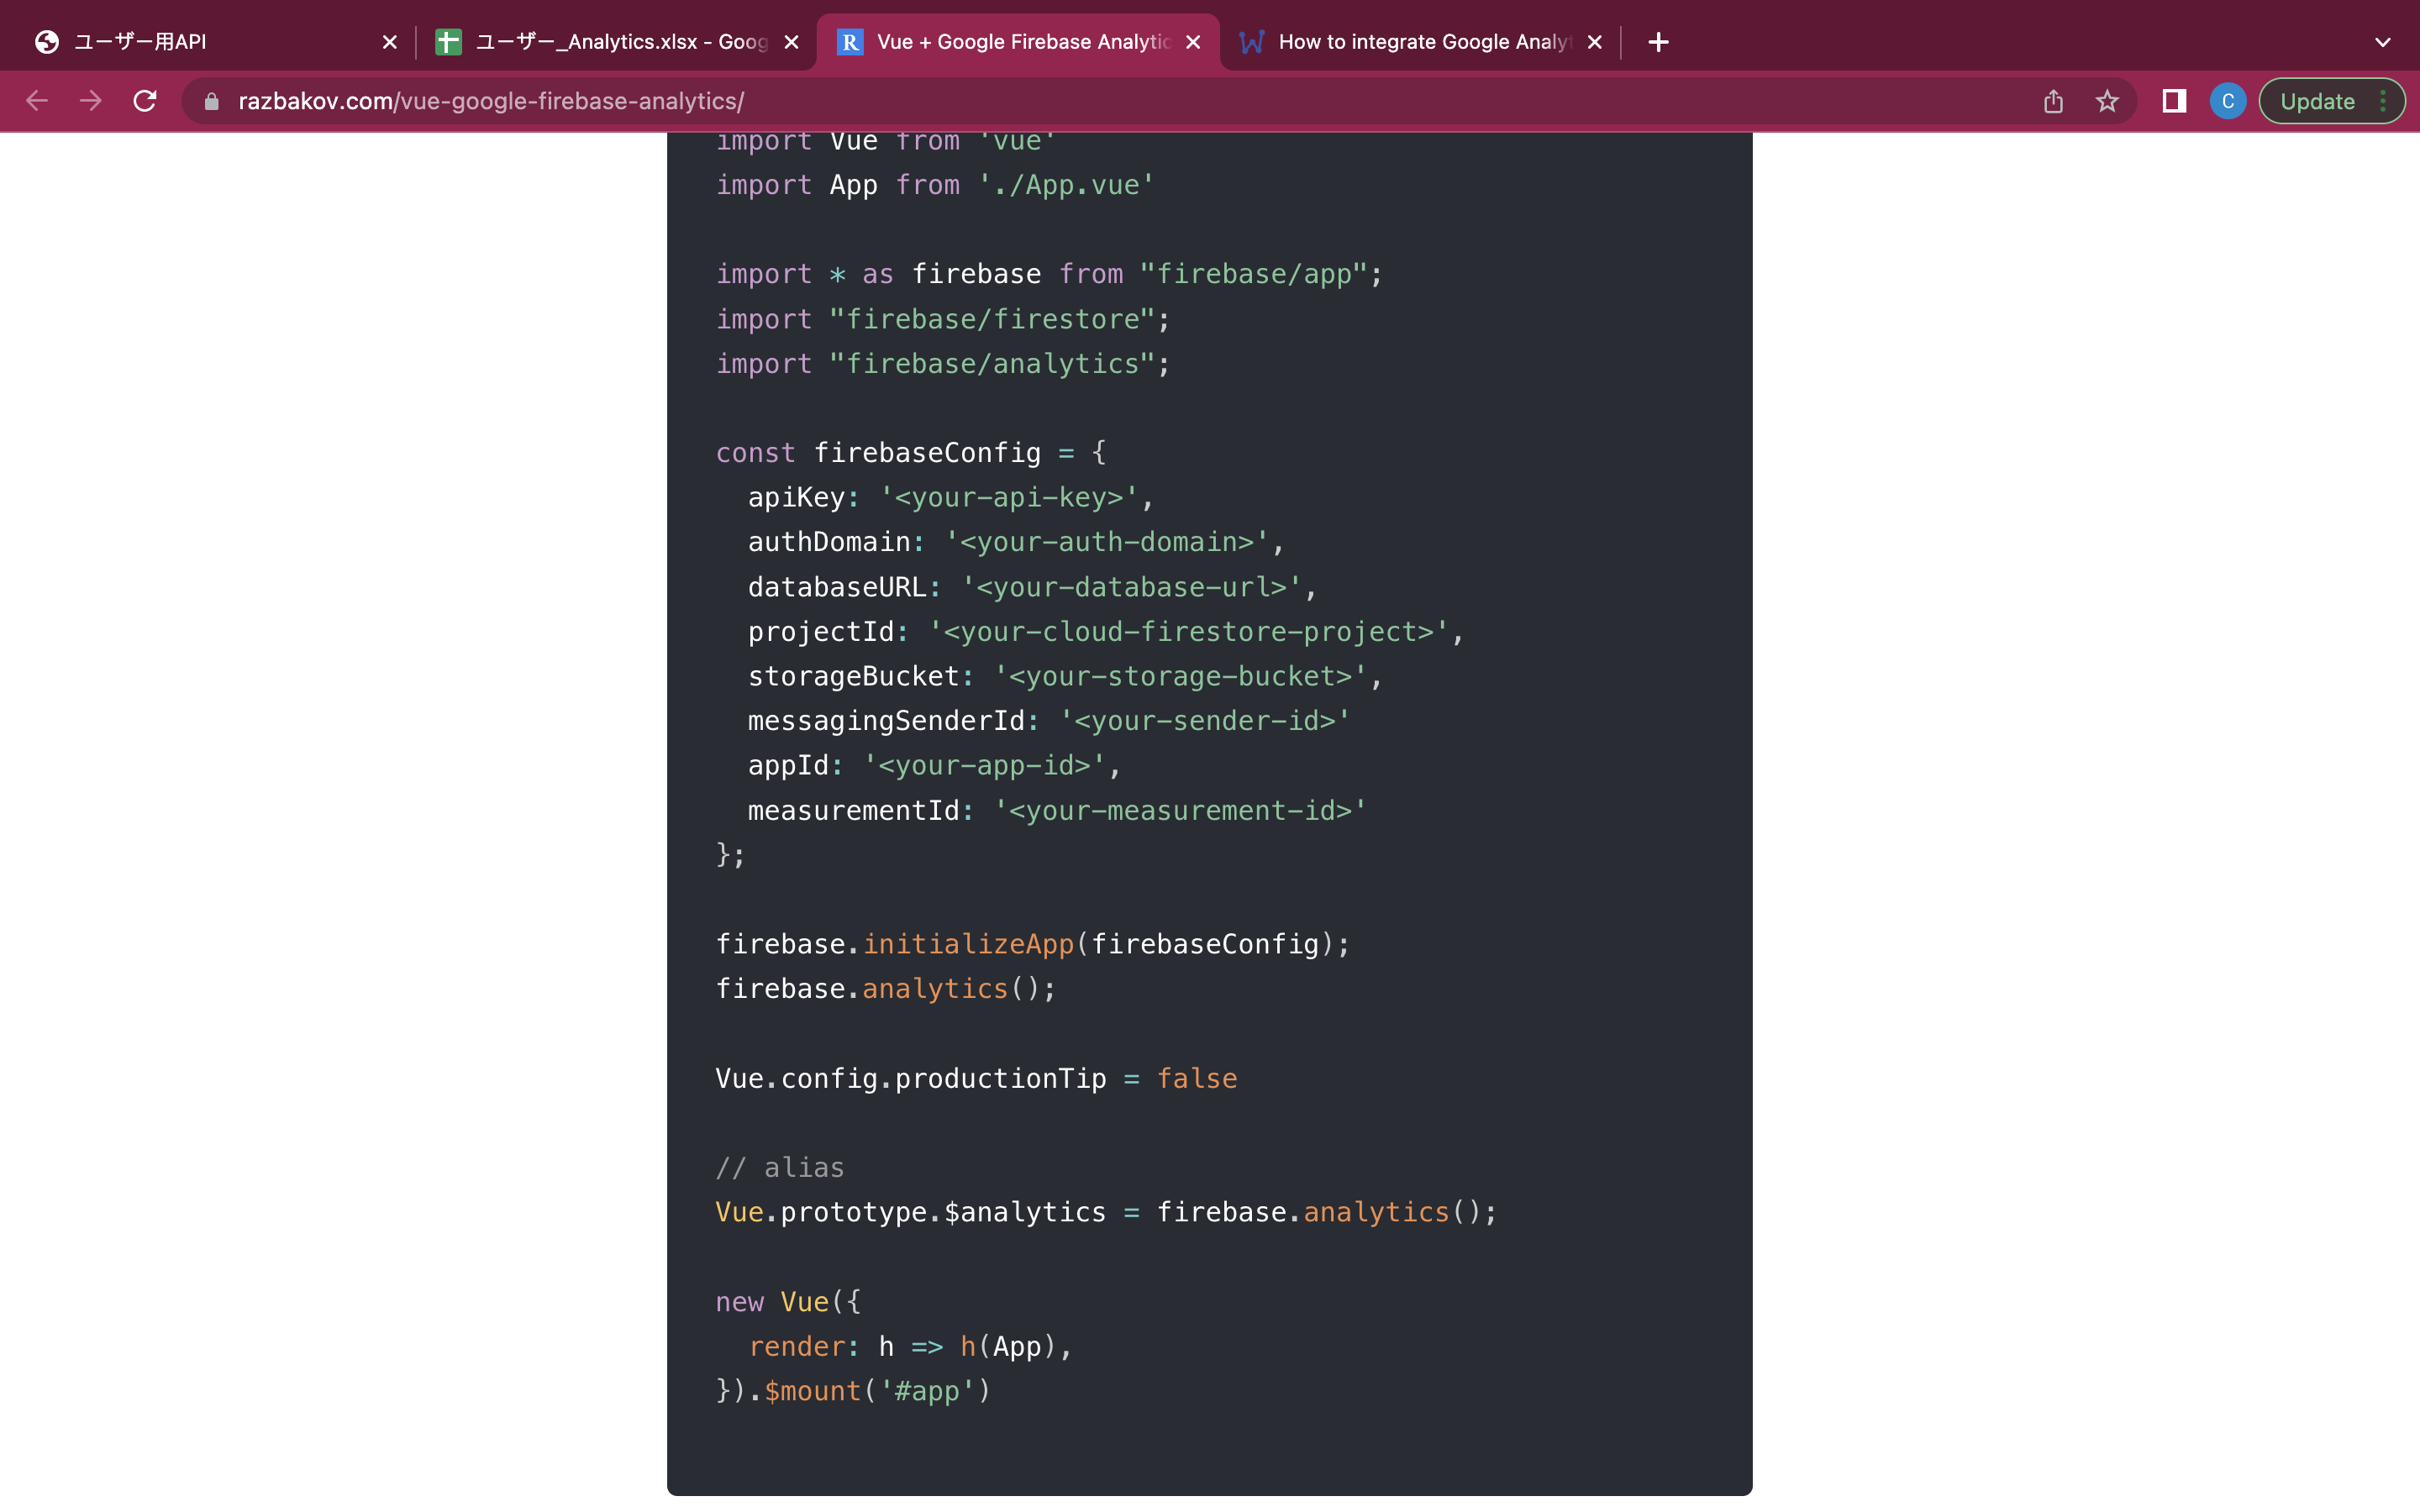 ユーザー用API
ユーザー_Analytics.xlsx - Goog
Vue + Google Firebase Analytic
How to integrate Google Analyt
razbakov.com/vue-google-firebase-analytics/
C
Update
import Vue from 'vue'
import App from './App.vue'
import * as firebase from "firebase/app";
import "firebase/firestore";
import "firebase/analytics";
const firebaseConfig = {
apiKey: '<your-api-key>',
authDomain: '<your-auth-domain>',
databaseURL: '<your-database-url>',
projectId: '<your-cloud-firestore-project>',
storageBucket: '<your-storage-bucket>',
messagingSenderId: '<your-sender-id>'
appId: '<your-app-id>',
measurementId: '<your-measurement-id>'
};
firebase.initializeApp(firebaseConfig);
firebase.analytics();
Vue.config.productionTip = false
// alias
Vue.prototype.$analytics = firebase.analytics();
new Vue({
render: h => h(App),
}).$mount('#app')